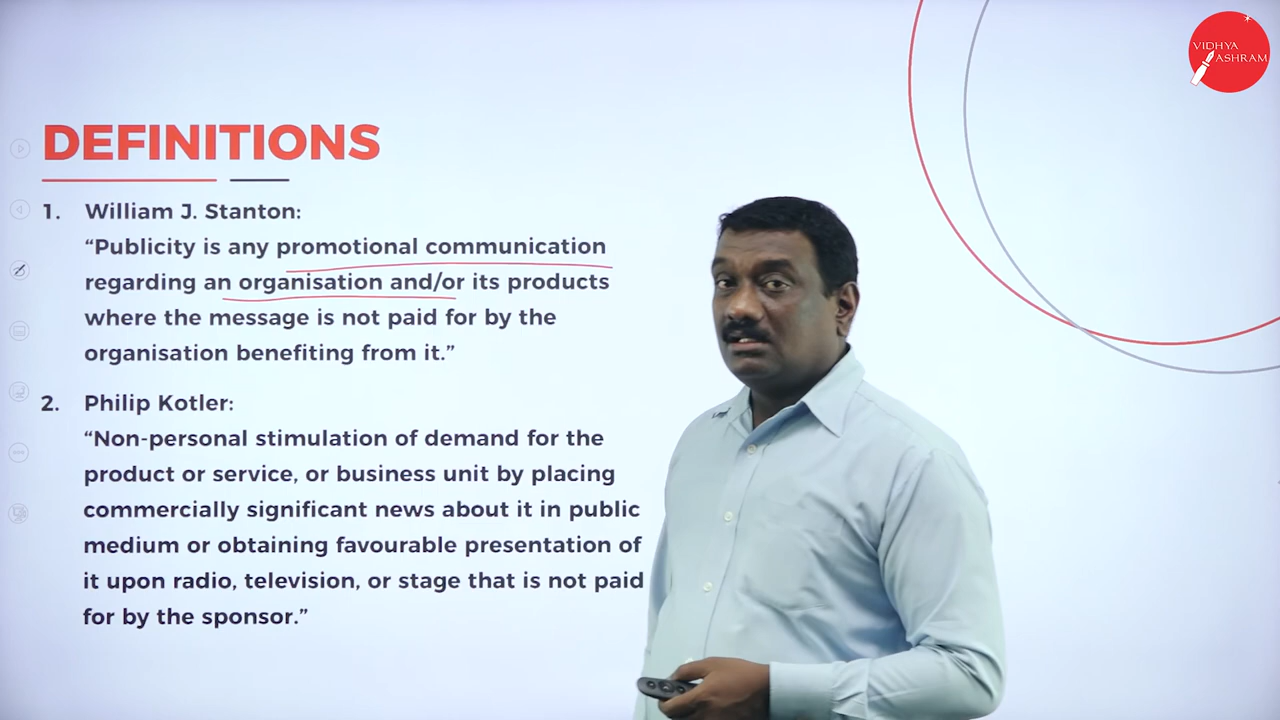 VIDHYA
ASHRAM
DEFINITIONS
1. William J. Stanton:
“Publicity is any promotional communication
regarding an organisation and/or its products
where the message is not paid for by the
organisation benefiting from it.”
2. Philip Kotler:
“Non-personal stimulation of demand for the
product or service, or business unit by placing
commercially significant news about it in public
medium or obtaining favourable presentation of
it upon radio, television, or stage that is not paid
for by the sponsor.”